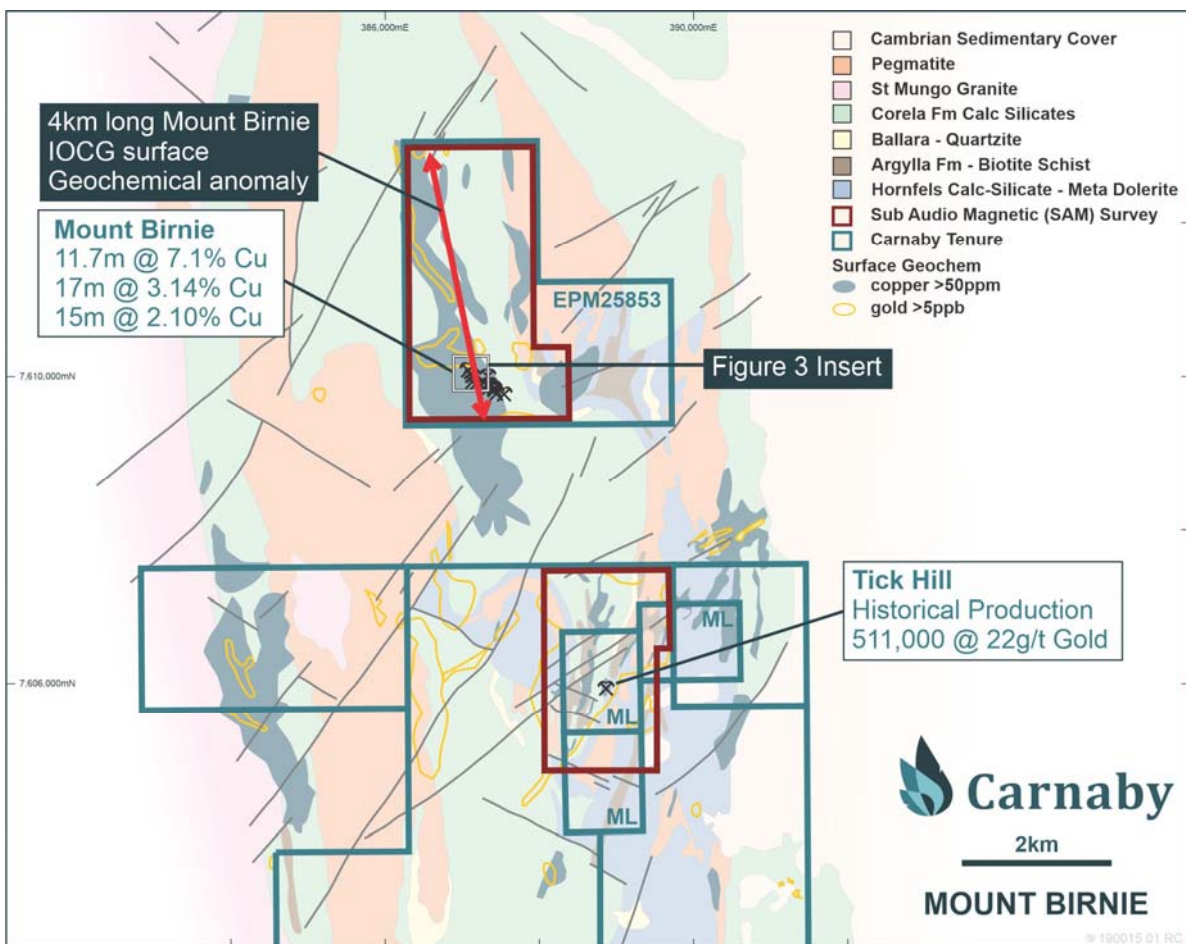 386,000mE
390,000mE
Cambrian Sedimentary Cover
Pegmatite
St Mungo Granite
Corela Fm Calc Silicates
Ballara - Quartzite
Argylla Fm - Biotite Schist
Hornfels Calc-Silicate - Meta Dolerite
Sub Audio Magnetic (SAM) Survey
Carnaby Tenure
Surface Geochem
copper >50ppm
gold >5ppb
4km long Mount Birnie
IOCG surface
Geochemical anomaly
Mount Birnie
11.7m @ 7.1% Cu
17m @ 3.14% Cu
15m @ 2.10% Cu
EPM25853
Figure 3 Insert
7,610,000mN
Tick Hill
Historical Production
511,000 @ 22g/t Gold
ML
7,606,000mN
ML
ML
Carnaby
2km
MOUNT BIRNIE
190015 01 RC